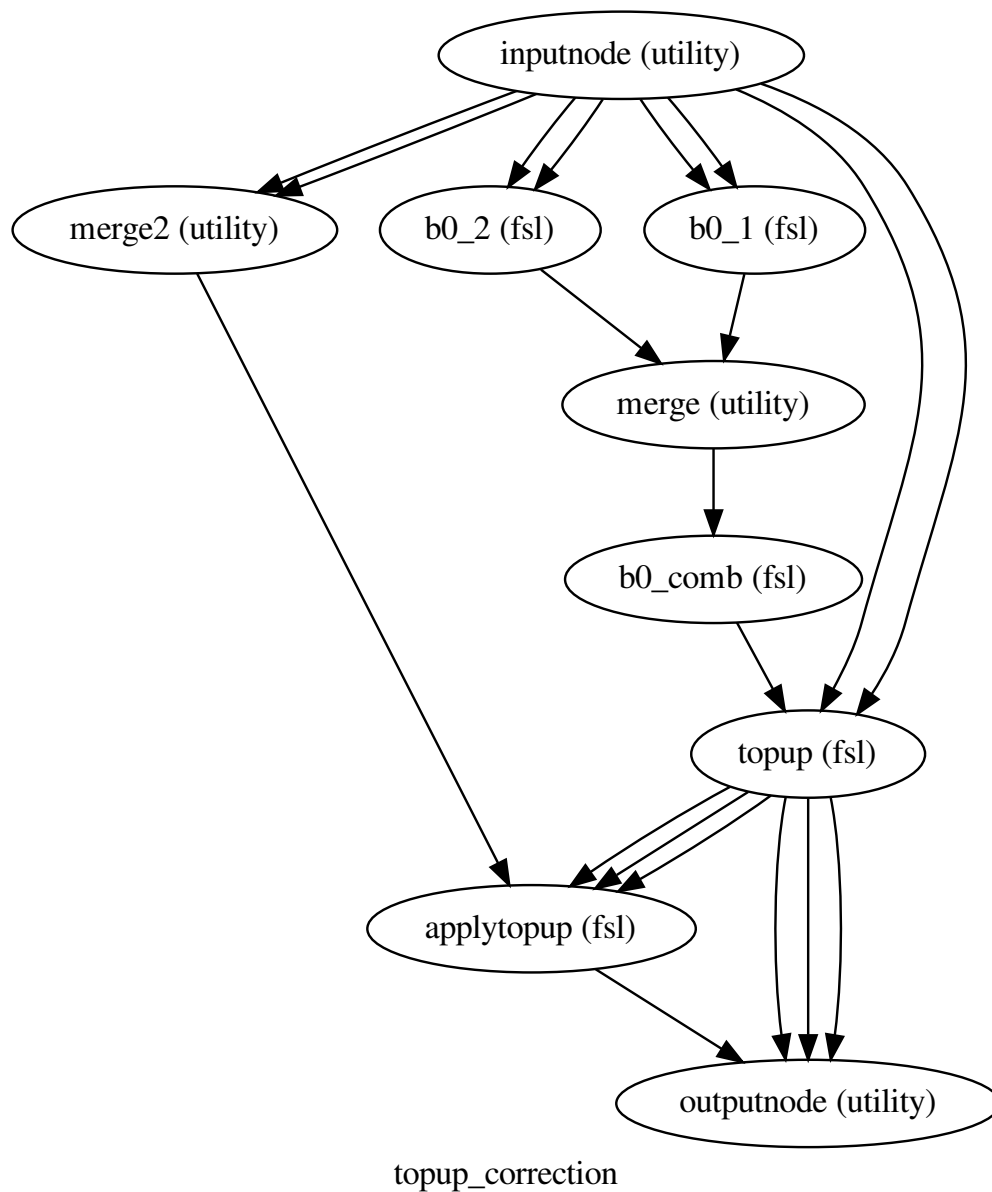 inputnode (utility)
merge2 (utility)
b0_2 (fsl)
b0_1 (fsl)
merge (utility)
b0_comb (fsl)
topup (fsl)
applytopup (fsl)
outputnode (utility)
topup_correction